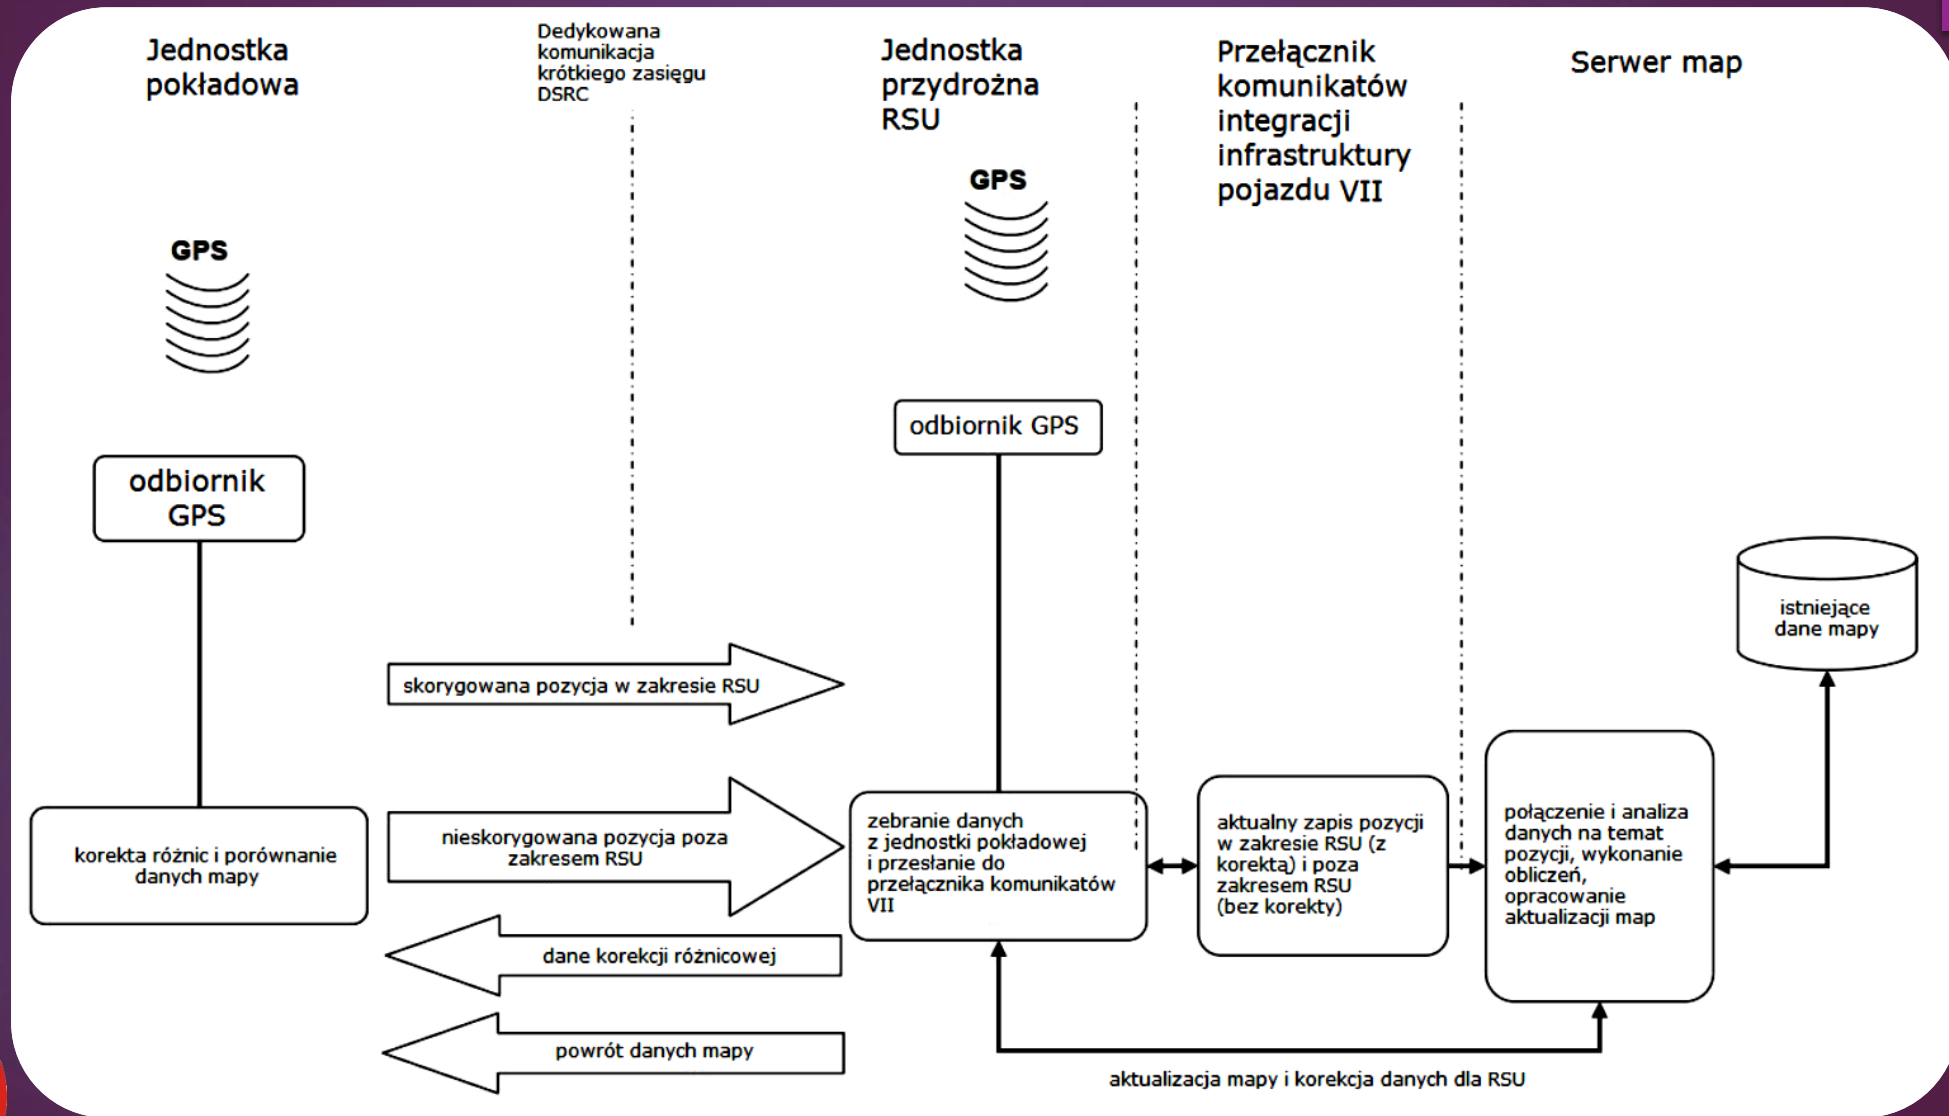 Jednostka
pokładowa
Dedykowana
komunikacja
krótkiego zasięgu
DSRC
Jednostka
przydrożna
RSU
Przełącznik
komunikatów
integracji
infrastruktury
pojazdu VII
Serwer map
GPS
GPS
odbiornik GPS
odbiornik
GPS
istniejące
dane mapy
skorygowana pozycja w zakresie RSU
nieskorygowana pozycja poza
zakresem RSU
korekta różnic i porównanie
danych mapy
zebranie danych
z jednostki pokładowej
i przesłanie do
przełącznika komunikatów
VII
aktualny zapis pozycji
w zakresie RSU (z
korektą) i poza
zakresem RSU
(bez korekty)
połączenie i analiza
danych na temat
pozycji, wykonanie
obliczeń,
opracowanie
aktualizacji map
dane korekcji różnicowej
powrót danych mapy
aktualizacja mapy i korekcja danych dla RSU